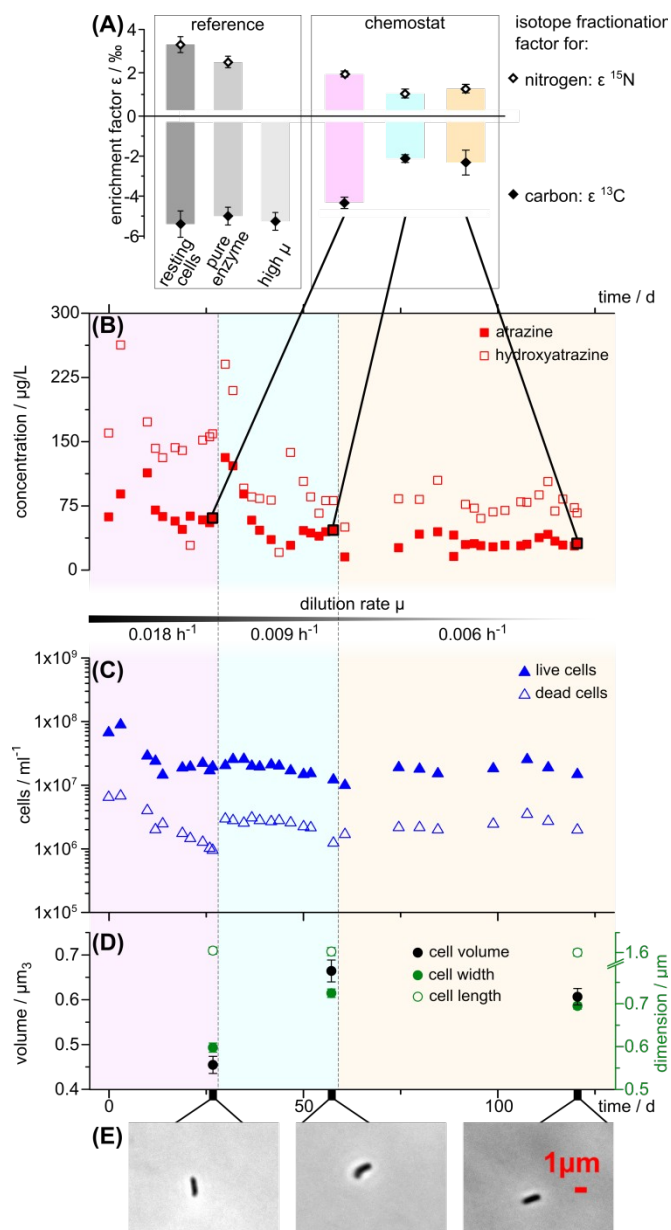 (A)
reference
chemostat
isotope fractionation
factor for:
enrichment factor ε / ‰
4
2
0
-2
-4
-6
nitrogen: ε ¹⁵N
carbon: ε ¹³C
resting cells
pure enzyme
high µ
time / d
(B)
300
225
150
75
0
concentration / µg/L
atrazine
hydroxyatrazine
dilution rate µ
0.018 h⁻¹ 0.009 h⁻¹ 0.006 h⁻¹
(C)
1x10⁹
1x10⁸
1x10⁷
1x10⁶
1x10⁵
cells / ml⁻¹
live cells
dead cells
(D)
0.7
0.6
0.5
0.4
volume / µm₃
cell volume
cell width
cell length
1.6
0.7
0.6
0.5
dimension / µm
0 50 100 time / d
(E)
1µm